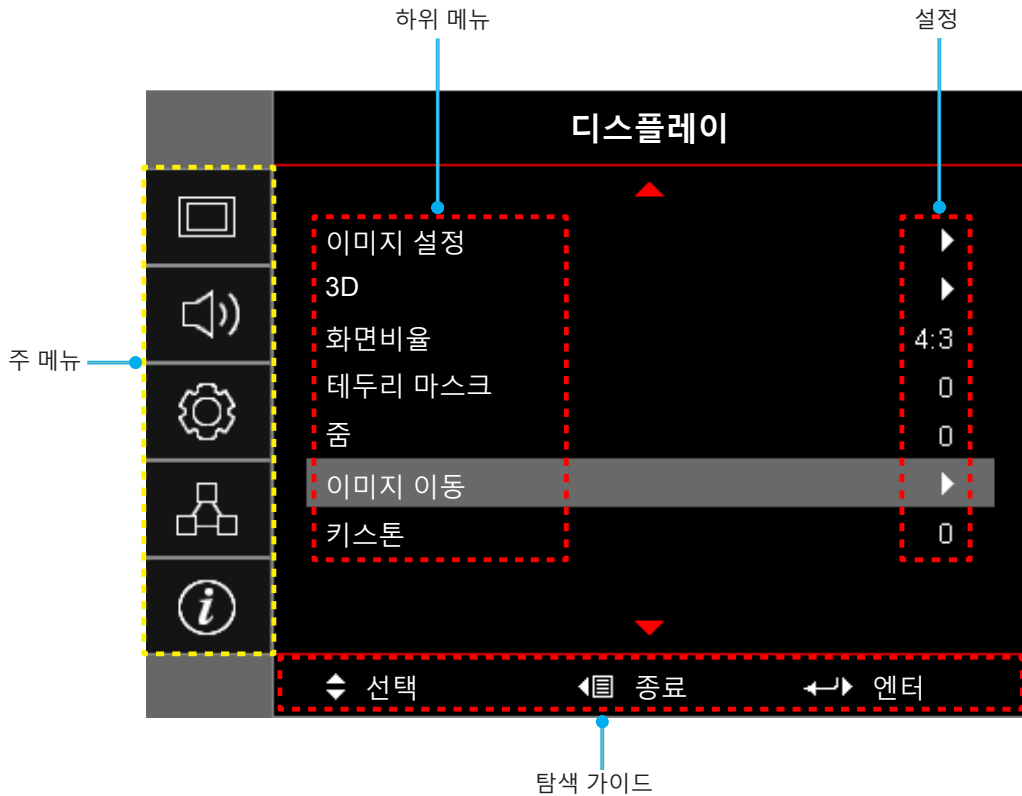 하위 메뉴
설정
디스플레이
이미지 설정
3D
화면비율 4:3
테두리 마스크 0
줌 0
이미지 이동
키스톤 0
주 메뉴
i
선택 종료 엔터
탐색 가이드